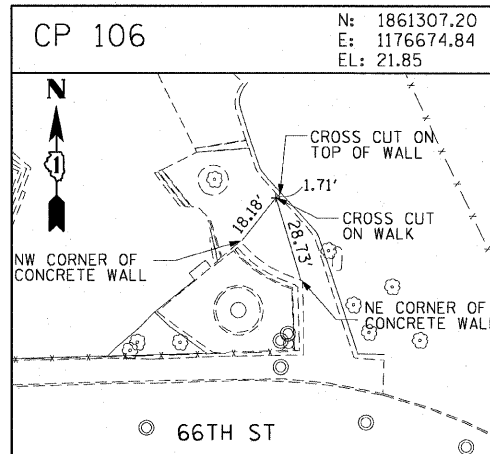 CP 106
N: 1861307.20
E: 1176674.84
EL: 21.85
N
CROSS CUT ON
TOP OF WALL
1.71'
18.18'
CROSS CUT
ON WALK
28.73'
NW CORNER OF
CONCRETE WALL
NE CORNER OF
CONCRETE WALL
66TH ST